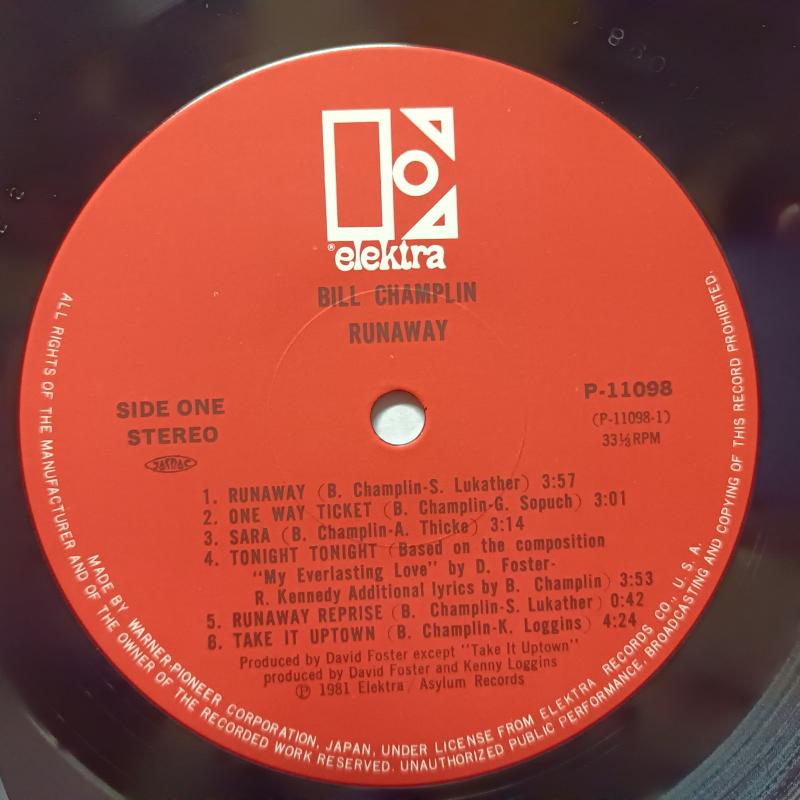 elektra
BILL CHAMPLIN
RUNAWAY
SIDE ONE
STEREO
JASRAC
P-11098
(P-11098-1)
33⅓RPM
1. RUNAWAY (B. Champlin-S. Lukather) 3:57
2. ONE WAY TICKET (B. Champlin-G. Sopuch) 3:01
3. SARA (B. Champlin-A. Thicke) 3:14
4. TONIGHT TONIGHT (Based on the composition
"My Everlasting Love" by D. Foster-
R. Kennedy Additional lyrics by B. Champlin) 3:53
5. RUNAWAY REPRISE (B. Champlin-S. Lukather) 0:42
6. TAKE IT UPTOWN (B. Champlin-K. Loggins) 4:24
Produced by David Foster except "Take It Uptown"
produced by David Foster and Kenny Loggins
Ⓟ 1981 Elektra/Asylum Records
MADE BY WARNER-PIONEER CORPORATION, JAPAN, UNDER LICENSE FROM ELEKTRA RECORDS CO., U.S.A.
ALL RIGHTS OF THE MANUFACTURER AND OF THE OWNER OF THE RECORDED WORK RESERVED. UNAUTHORIZED PUBLIC PERFORMANCE, BROADCASTING AND COPYING OF THIS RECORD PROHIBITED.